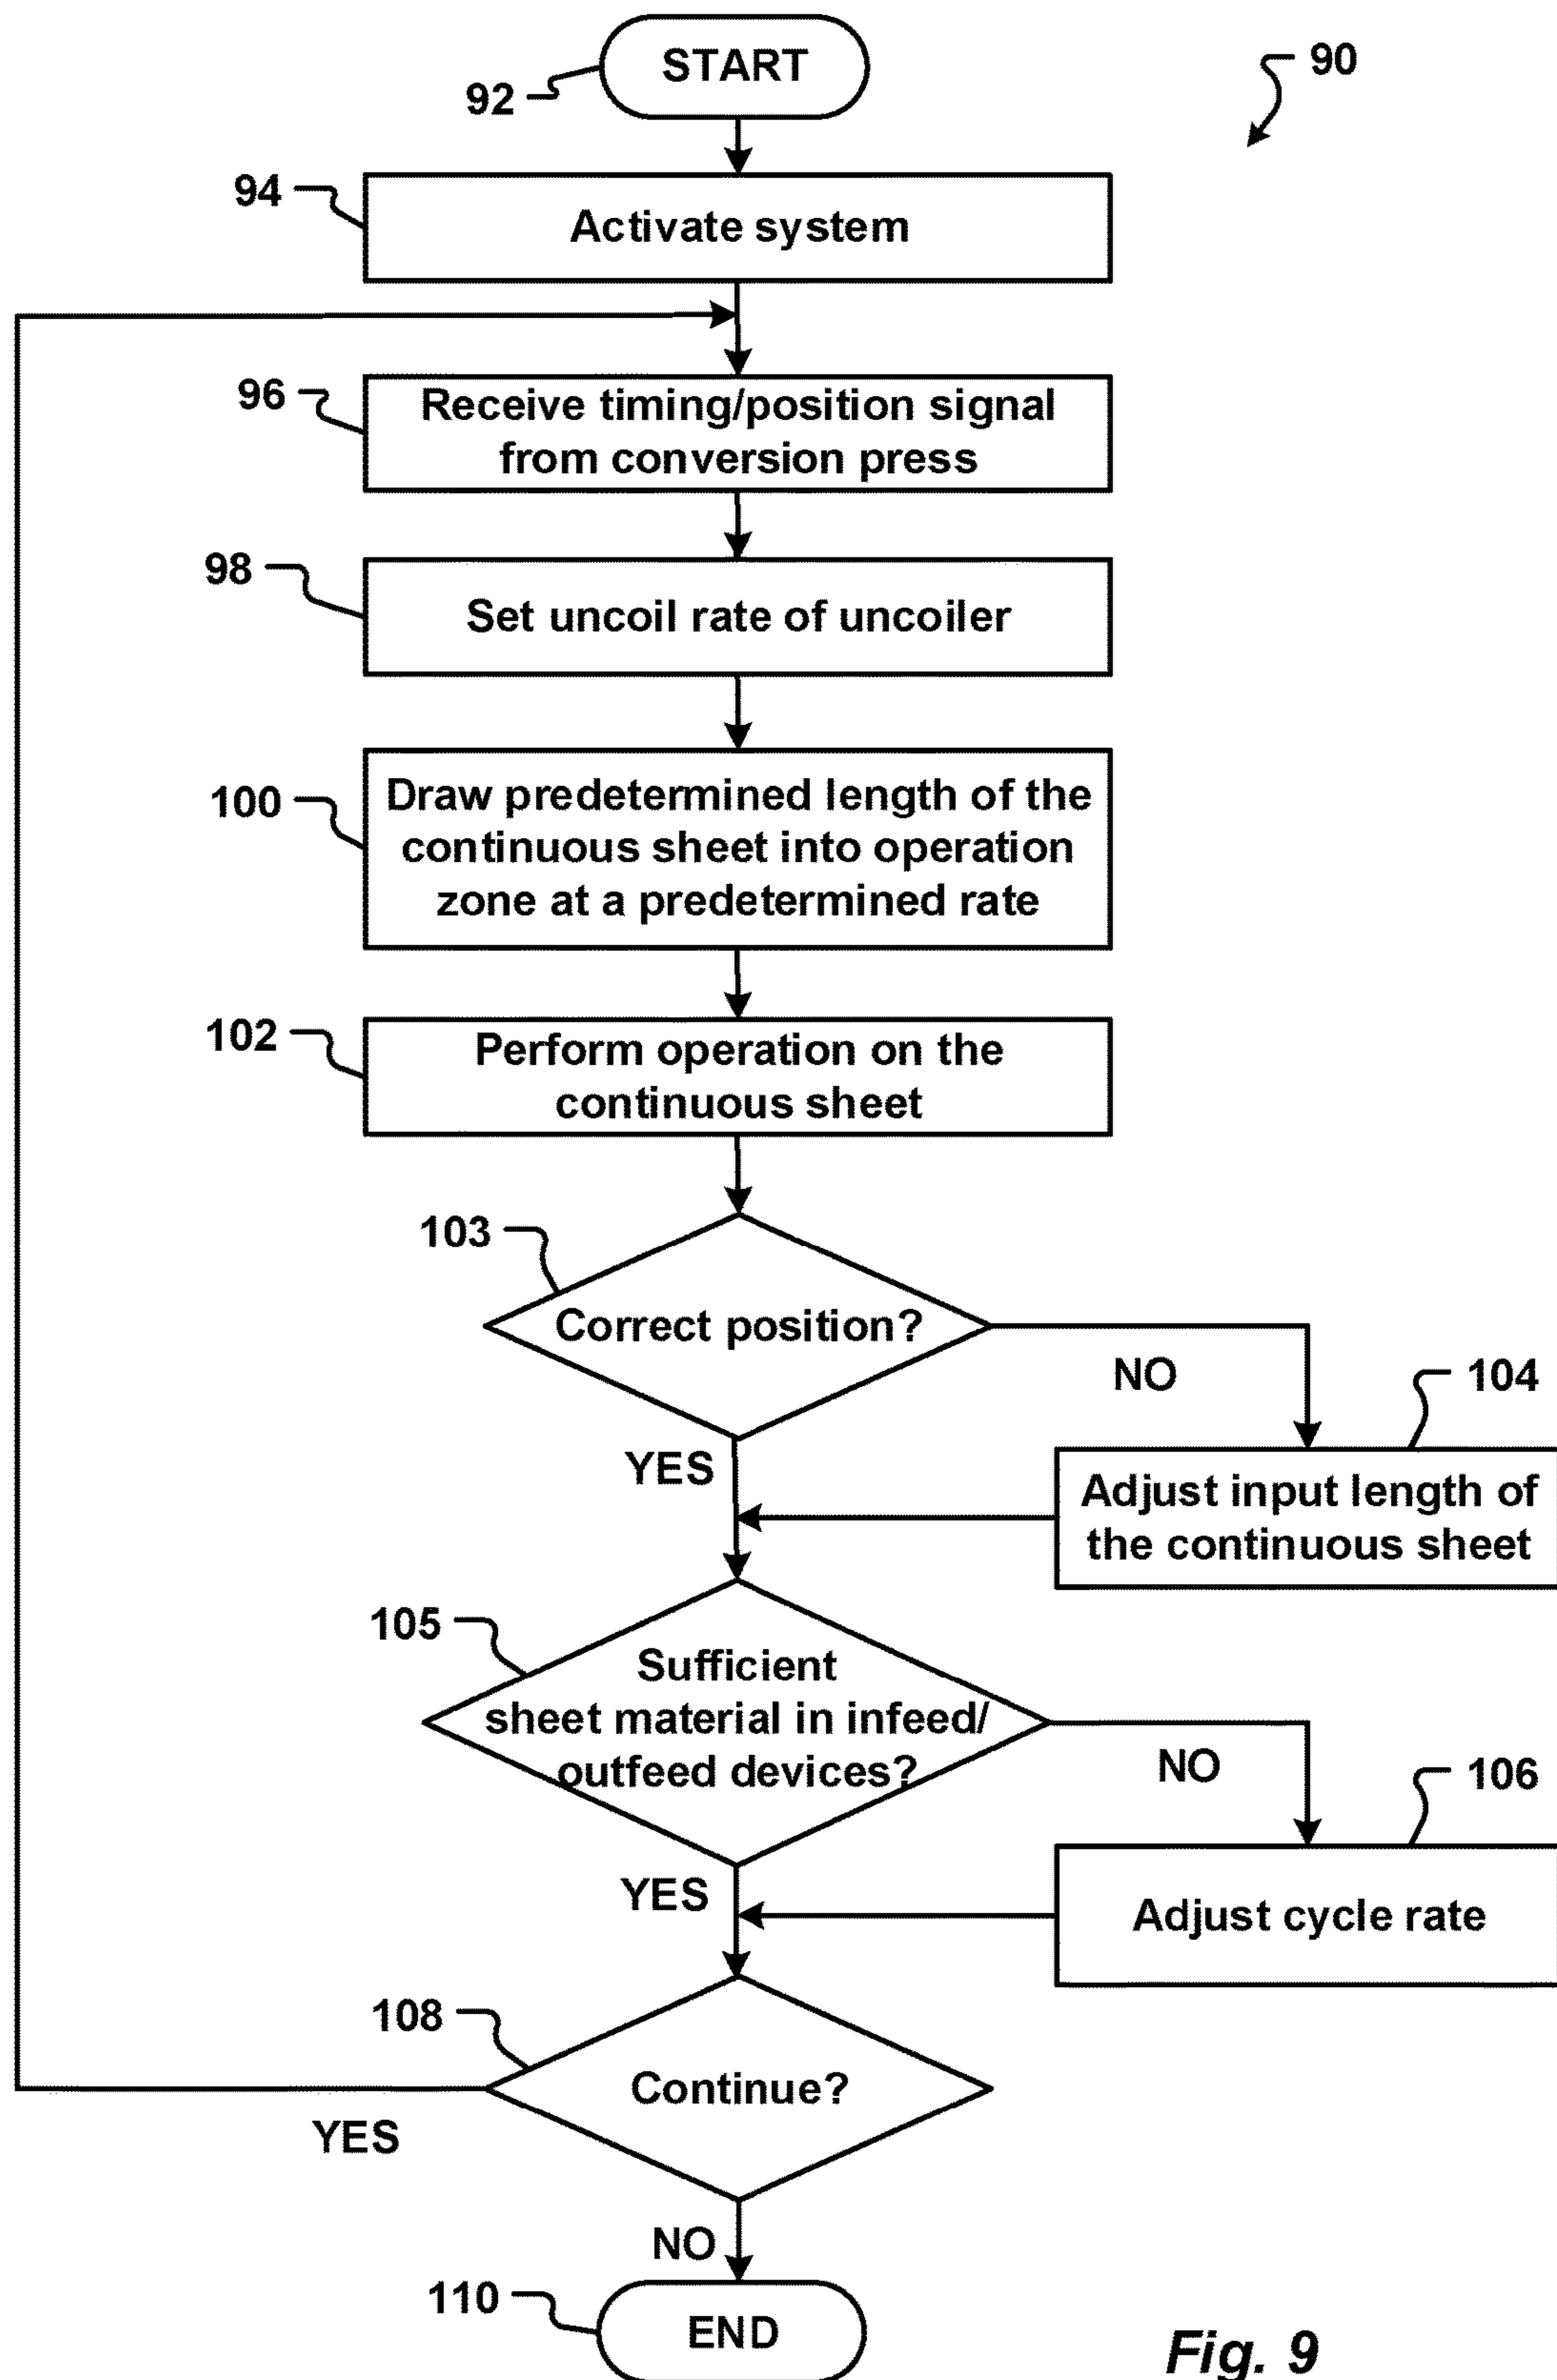 START
92
90
94
Activate system
96
Receive timing/position signal
from conversion press
98
Set uncoil rate of uncoiler
100
Draw predetermined length of the
continuous sheet into operation
zone at a predetermined rate
102
Perform operation on the
continuous sheet
103
Correct position?
NO
104
YES
Adjust input length of
the continuous sheet
105
Sufficient
sheet material in infeed/
outfeed devices?
NO
106
YES
Adjust cycle rate
108
Continue?
YES
NO
110
END
Fig. 9